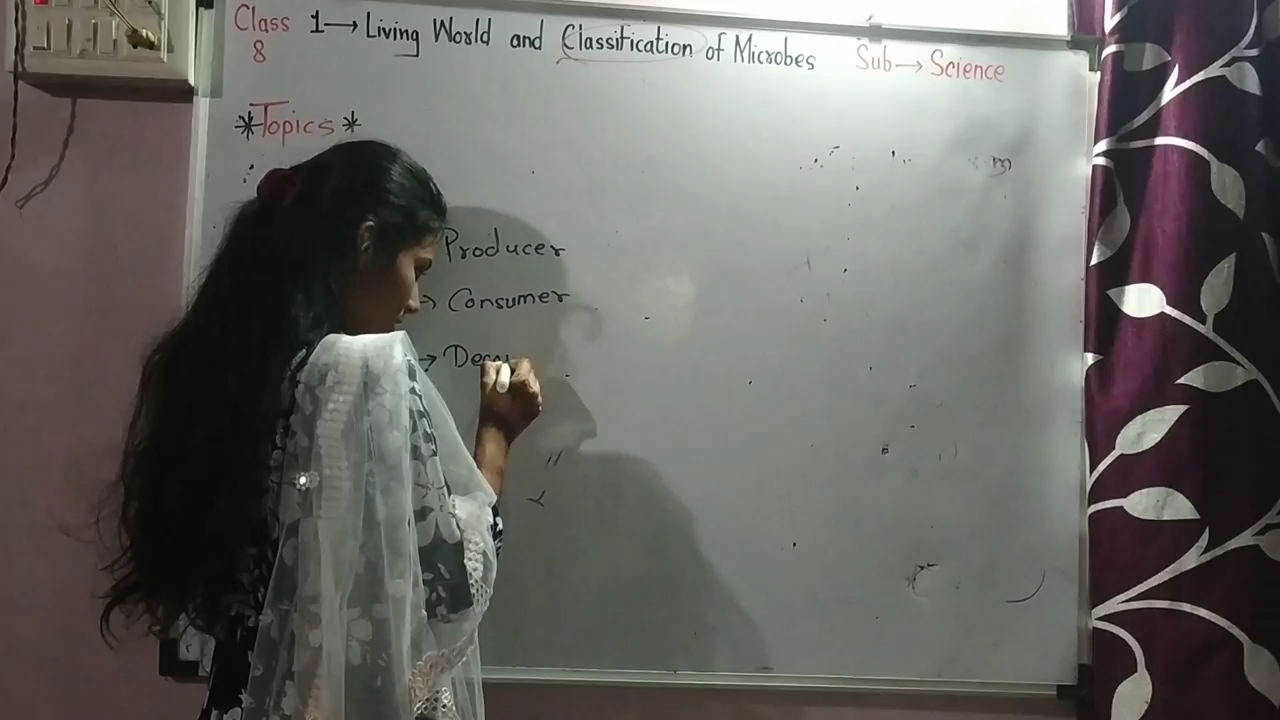 Class 1→ Living World and Classification of Microbes Sub→ Science
8
*Topics*
Producer
→ Consumer
→